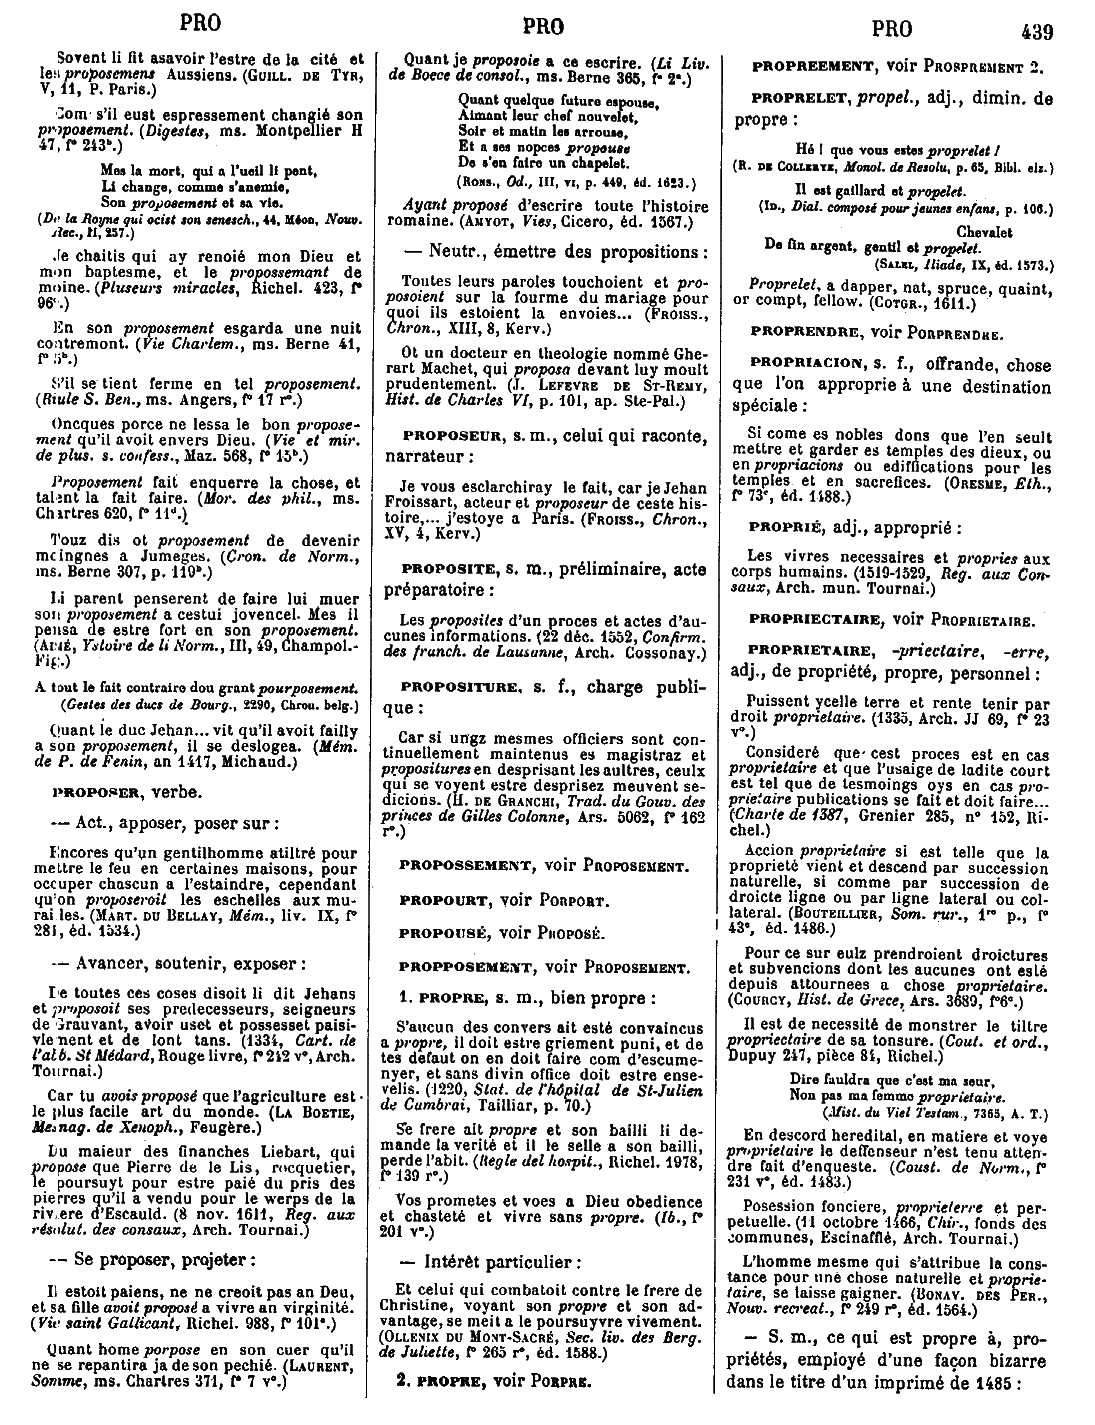 PRO
PRO
PRO
439
Sovent li fit asavoir l'estre de la cité et
les proposemens Aussiens. (GUILL. DE TYR,
V, 11, P. Paris.)
Com s'il eust espressement changié son
proposement. (Digestes, ms. Montpellier H
47, f° 243ᵇ.)
Mes la mort, qui a l'ueil li pent,
Li change, comme s'anemie,
Son proposement et sa vie.
(De la Royne qui ocist son senesch., 44, Méon, Nouv.
Rec., II, 257.)
Je chaitis qui ay renoié mon Dieu et
mon baptesme, et le propossemant de
moine. (Pluseurs miracles, Richel. 423, f°
96ᶜ.)
En son proposement esgarda une nuit
contremont. (Vie Charlem., ms. Berne 41,
f° 5ᵇ.)
S'il se tient ferme en tel proposement.
(Riule S. Ben., ms. Angers, f° 17 r°.)
Oncques porce ne lessa le bon propose-
ment qu'il avoit envers Dieu. (Vie et mir.
de plus. s. confess., Maz. 568, f° 15ᵇ.)
Proposement fait enquerre la chose, et
talent la fait faire. (Mor. des phil., ms.
Chartres 620, f° 11ᵈ.)
Touz dis ot proposement de devenir
moingnes a Jumeges. (Cron. de Norm.,
ms. Berne 307, p. 110ᵇ.)
Li parent penserent de faire lui muer
son proposement a cestui jovencel. Mes il
pensa de estre fort en son proposement.
(AIMÉ, Ystoire de li Norm., III, 49, Champol.-
Fig.)
A tout le fait contraire dou grant pourposement.
(Gestes des ducs de Bourg., 2290, Chron. belg.)
Quant le duc Jehan... vit qu'il avoit failly
a son proposement, il se deslogea. (Mém.
de P. de Fenin, an 1417, Michaud.)
PROPOSER, verbe.
— Act., apposer, poser sur :
Encores qu'un gentilhomme atiltré pour
mettre le feu en certaines maisons, pour
occuper chascun a l'estaindre, cependant
qu'on proposeroit les eschelles aux mu-
railles. (MART. DU BELLAY, Mém., liv. IX, f°
281, éd. 1534.)
— Avancer, soutenir, exposer :
De toutes ces coses disoit li dit Jehans
et proposoit ses predecesseurs, seigneurs
de Grauvant, avoir uset et possesset paisi-
vlement et de lont tans. (1334, Cart. de
l'alb. St Médard, Rouge livre, f° 242 v°, Arch.
Tournai.)
Car tu avois proposé que l'agriculture est
le plus facile art du monde. (LA BOETIE,
Mesnag. de Xenoph., Feugère.)
Du maieur des finanches Liebart, qui
propose que Pierre de le Lis, rocquetier,
le poursuyt pour estre paié du pris des
pierres qu'il a vendu pour le werps de la
riviere d'Escauld. (8 nov. 1611, Reg. aux
résolut. des consaux, Arch. Tournai.)
— Se proposer, projeter :
Il estoit paiens, ne ne creoit pas an Deu,
et sa fille avoit proposé a vivre an virginité.
(Vie saint Gallicant, Richel. 988, f° 101ᵃ.)
Quant home porpose en son cuer qu'il
ne se repantira ja de son pechié. (LAURENT,
Somme, ms. Chartres 371, f° 7 v°.)
Quant je proposoie a ce escrire. (Li Liv.
de Boece de consol., ms. Berne 365, f° 2ᵃ.)
Quant quelque future espouse,
Aimant leur chef nouvelet,
Soir et matin les arrouse,
Et a ses nopces propouse
De s'en faire un chapelet.
(RONS., Od., III, VI, p. 449, éd. 1623.)
Ayant proposé d'escrire toute l'histoire
romaine. (AMYOT, Vies, Cicero, éd. 1567.)
— Neutr., émettre des propositions :
Toutes leurs paroles touchoient et pro-
posoient sur la fourme du mariage pour
quoi ils estoient la envoies... (FROISS.,
Chron., XIII, 8, Kerv.)
Ot un docteur en theologie nommé Ghe-
rart Machet, qui proposa devant luy moult
prudentement. (J. LEFEVRE DE ST-REMY,
Hist. de Charles VI, p. 101, ap. Ste-Pal.)
PROPOSEUR, s. m., celui qui raconte,
narrateur :
Je vous esclarchiray le fait, car je Jehan
Froissart, acteur et proposeur de ceste his-
toire,... j'estoye a Paris. (FROISS., Chron.,
XV, 4, Kerv.)
PROPOSITE, s. m., préliminaire, acte
préparatoire :
Les proposites d'un proces et actes d'au-
cunes informations. (22 déc. 1552, Confirm.
des franch. de Lausanne, Arch. Cossonay.)
PROPOSITURE, s. f., charge publi-
que :
Car si ungz mesmes officiers sont con-
tinuellement maintenus es magistraz et
propositures en desprisant les aultres, ceulx
qui se voyent estre desprisez meuvent se-
dicions. (H. DE GRANCHI, Trad. du Gouv. des
princes de Gilles Colonne, Ars. 5062, f° 162
r°.)
PROPOSSEMENT, voir PROPOSEMENT.
PROPOURT, voir PORPORT.
PROPOUSÉ, voir PROPOSÉ.
PROPPOSEMENT, voir PROPOSEMENT.
1. PROPRE, s. m., bien propre :
S'aucun des convers ait esté convaincus
a propre, il doit estre griement puni, et de
tes defaut on en doit faire com d'escume-
nyer, et sans divin office doit estre ense-
velis. (1220, Stat. de l'hôpital de St-Julien
de Cambrai, Tailliar, p. 70.)
Se frere ait propre et son bailli li de-
mande la verité et il le selle a son bailli,
perde l'abit. (Regle del hospit., Richel. 1978,
f° 139 r°.)
Vos prometes et voes a Dieu obedience
et chasteté et vivre sans propre. (Ib., f°
201 v°.)
— Intérêt particulier :
Et celui qui combatoit contre le frere de
Christine, voyant son propre et son ad-
vantage, se meit a le poursuyvre vivement.
(OLLENIX DU MONT-SACRÉ, Sec. liv. des Berg.
de Juliette, f° 265 r°, éd. 1588.)
2. PROPRE, voir PORPRE.
PROPREEMENT, voir PROSPREMENT 2.
PROPRELET, propel., adj., dimin. de
propre :
Hé ! que vous estes proprelet !
(R. DE COLLERYE, Monol. de Resolu, p. 65, Bibl. elz.)
Il est gaillard et propelet.
(ID., Dial. composé pour jeunes enfans, p. 106.)
Chevalet
De fin argent, gentil et propelet.
(SALEL, Iliade, IX, éd. 1573.)
Proprelet, a dapper, nat, spruce, quaint,
or compt, fellow. (COTGR., 1611.)
PROPRENDRE, voir PORPRENDRE.
PROPRIACION, s. f., offrande, chose
que l'on approprie à une destination
spéciale :
Si come es nobles dons que l'en seult
mettre et garder es temples des dieux, ou
en propriacions ou edifications pour les
temples et en sacrefices. (ORESME, Eth.,
f° 73ᶜ, éd. 1488.)
PROPRIÉ, adj., approprié :
Les vivres necessaires et propries aux
corps humains. (1519-1529, Reg. aux Con-
saux, Arch. mun. Tournai.)
PROPRIECTAIRE, voir PROPRIETAIRE.
PROPRIETAIRE, -priectaire, -erre,
adj., de propriété, propre, personnel :
Puissent ycelle terre et rente tenir par
droit proprietaire. (1335, Arch. JJ 69, f° 23
v°.)
Consideré que cest proces est en cas
proprietaire et que l'usaige de ladite court
est tel que de tesmoings oys en cas pro-
prietaire publications se fait et doit faire...
(Charte de 1387, Grenier 285, n° 152, Ri-
chel.)
Accion proprietaire si est telle que la
proprieté vient et descend par succession
naturelle, si comme par succession de
droicte ligne ou par ligne lateral ou col-
lateral. (BOUTEILLIER, Som. rur., 1ʳᵉ p., f°
43ᵃ, éd. 1486.)
Pour ce sur eulz prendroient droictures
et subvencions dont les aucunes ont esté
depuis attournees a chose proprietaire.
(COURCY, Hist. de Grece, Ars. 3689, f° 6ᵃ.)
Il est de necessité de monstrer le tiltre
propriectaire de sa tonsure. (Cout. et ord.,
Dupuy 247, pièce 84, Richel.)
Dire fauldra que c'est ma seur,
Non pas ma femme proprietaire.
(Mist. du Viel Testam., 7365, A. T.)
En descord heredital, en matiere et voye
proprietaire le deffenseur n'est tenu atten-
dre fait d'enqueste. (Coust. de Norm., f°
231 v°, éd. 1483.)
Posession fonciere, proprieterre et per-
petuelle. (11 octobre 1466, Chir., fonds des
communes, Escinafflé, Arch. Tournai.)
L'homme mesme qui s'attribue la cons-
tance pour une chose naturelle et proprie-
taire, se laisse gaigner. (BONAV. DES PER.,
Nouv. recreat., f° 249 r°, éd. 1564.)
— S. m., ce qui est propre à, pro-
priétés, employé d'une façon bizarre
dans le titre d'un imprimé de 1485 :